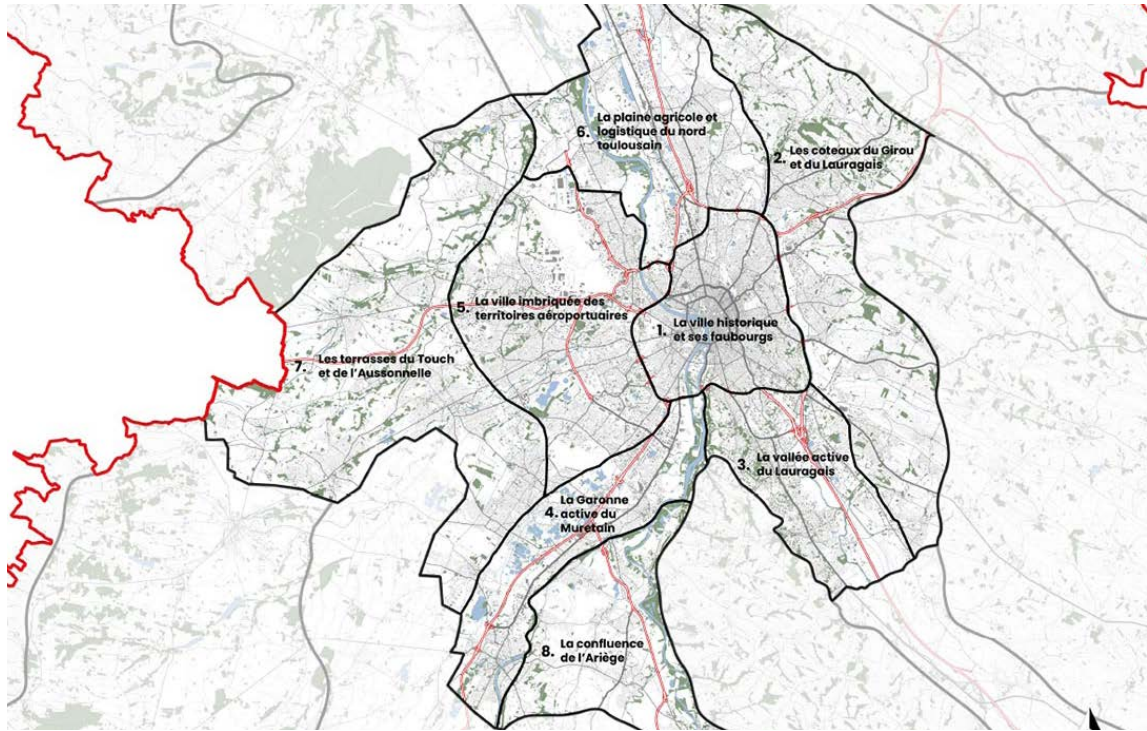 6. La plaine agricole et
logistique du nord
toulousain
2. Les coteaux du Girou
et du Lauragais
5. La ville imbriquée des
territoires aéroportuaires
1. La ville historique
et ses faubourgs
7. Les terrasses du Touch
et de l'Aussonnelle
3. La vallée active
du Lauragais
4. La Garonne
active du
Muretain
8. La confluence
de l'Ariège